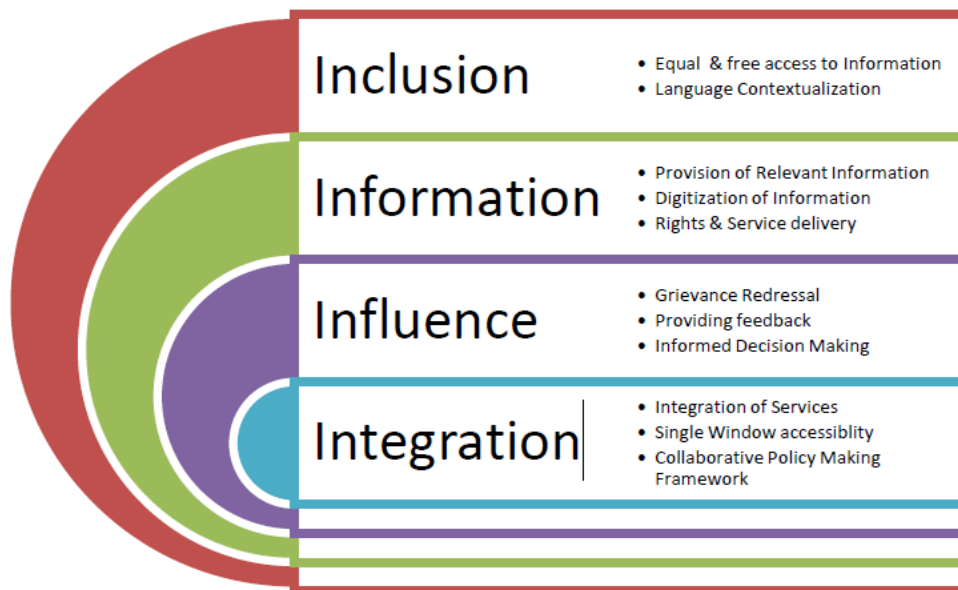 Inclusion
• Equal & free access to Information
• Language Contextualization
Information
• Provision of Relevant Information
• Digitization of Information
• Rights & Service delivery
Influence
• Grievance Redressal
• Providing feedback
• Informed Decision Making
Integration
• Integration of Services
• Single Window accessiblity
• Collaborative Policy Making
Framework